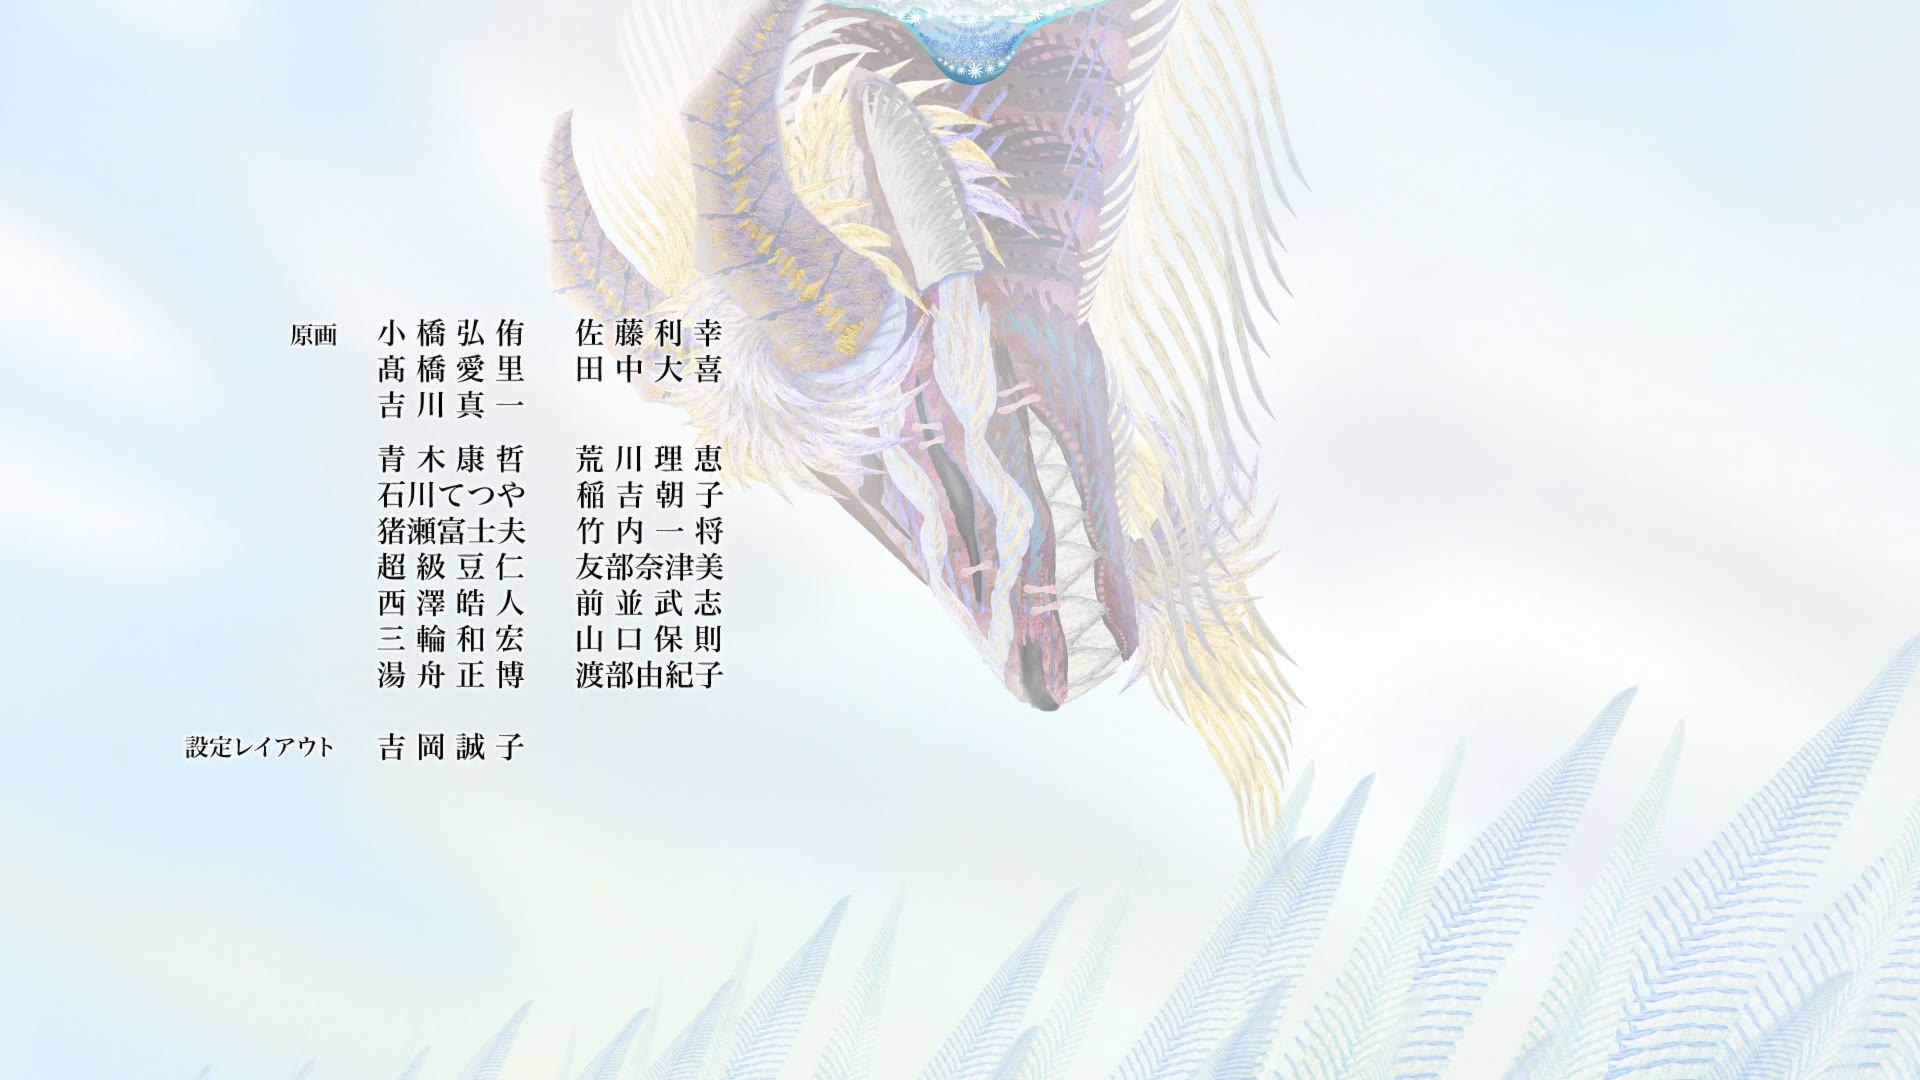 原画 小橋弘侑 佐藤利幸
髙橋愛里 田中大喜
吉川真一
青木康哲 荒川理恵
石川てつや 稲吉朝子
猪瀬富士夫 竹内一将
超級豆仁 友部奈津美
西澤皓人 前並武志
三輪和宏 山口保則
湯舟正博 渡部由紀子
設定レイアウト 吉岡誠子